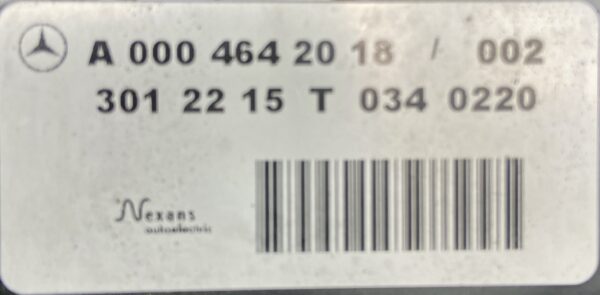 A 000 464 20 18 / 002
301 22 15 T 034 0220
Nexans
autoelectric